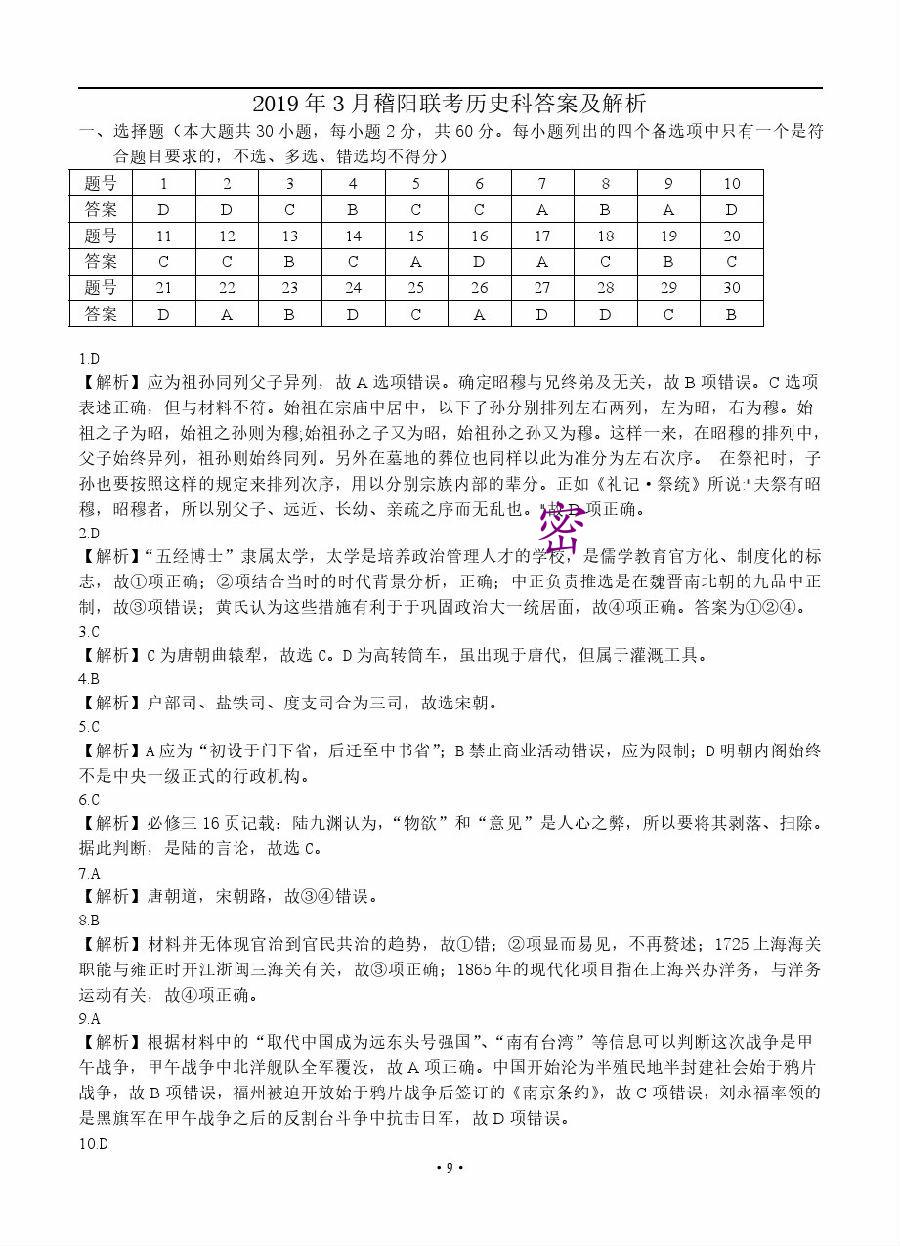 2019 年 3 月稽阳联考历史科答案及解析
一、选择题（本大题共 30 小题，每小题 2 分，共 60 分。每小题列出的四个备选项中只有一个是符
合题目要求的，不选、多选、错选均不得分）
题号 1 2 3 4 5 6 7 8 9 10
答案 D D C B C C A B A D
题号 11 12 13 14 15 16 17 18 19 20
答案 C C B C A D A C B C
题号 21 22 23 24 25 26 27 28 29 30
答案 D A B D C A D D C B
1.D
【解析】应为祖孙同列父子异列，故 A 选项错误。确定昭穆与兄终弟及无关，故 B 项错误。C 选项
表述正确，但与材料不符。始祖在宗庙中居中，以下子孙分别排列左右两列，左为昭，右为穆。始
祖之子为昭，始祖之孙则为穆;始祖孙之子又为昭，始祖孙之孙又为穆。这样一来，在昭穆的排列中，
父子始终异列，祖孙则始终同列。另外在墓地的葬位也同样以此为准分为左右次序。 在祭祀时，子
孙也要按照这样的规定来排列次序，用以分别宗族内部的辈分。正如《礼记·祭统》所说:"夫祭有昭
穆，昭穆者，所以别父子、远近、长幼、亲疏之序而无乱也。"故 D 项正确。
密
2.D
【解析】“五经博士”隶属太学，太学是培养政治管理人才的学校，是儒学教育官方化、制度化的标
志，故①项正确；②项结合当时的时代背景分析，正确；中正负责推选是在魏晋南北朝的九品中正
制，故③项错误；黄氏认为这些措施有利于于巩固政治大一统居面，故④项正确。答案为①②④。
3.C
【解析】C 为唐朝曲辕犁，故选 C。D 为高转筒车，虽出现于唐代，但属于灌溉工具。
4.B
【解析】户部司、盐铁司、度支司合为三司，故选宋朝。
5.C
【解析】A 应为“初设于门下省，后迁至中书省”；B 禁止商业活动错误，应为限制；D 明朝内阁始终
不是中央一级正式的行政机构。
6.C
【解析】必修三 16 页记载：陆九渊认为，“物欲”和“意见”是人心之弊，所以要将其剥落、扫除。
据此判断，是陆的言论，故选 C。
7.A
【解析】唐朝道，宋朝路，故③④错误。
8.B
【解析】材料并无体现官治到官民共治的趋势，故①错；②项显而易见，不再赘述；1725 上海海关
职能与雍正时开江浙闽三海关有关，故③项正确；1865 年的现代化项目指在上海兴办洋务，与洋务
运动有关，故④项正确。
9.A
【解析】根据材料中的“取代中国成为远东头号强国”、“南有台湾”等信息可以判断这次战争是甲
午战争，甲午战争中北洋舰队全军覆没，故 A 项正确。中国开始沦为半殖民地半封建社会始于鸦片
战争，故 B 项错误，福州被迫开放始于鸦片战争后签订的《南京条约》，故 C 项错误，刘永福率领的
是黑旗军在甲午战争之后的反割台斗争中抗击日军，故 D 项错误。
10.D
·9·